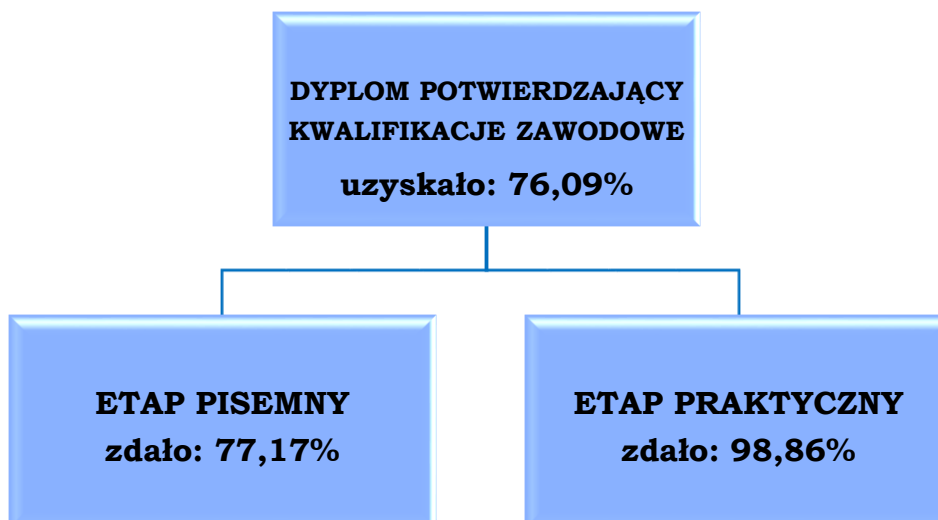 DYPLOM POTWIERDZAJĄCY
KWALIFIKACJE ZAWODOWE
uzyskało: 76,09%
ETAP PISEMNY
zdało: 77,17%
ETAP PRAKTYCZNY
zdało: 98,86%